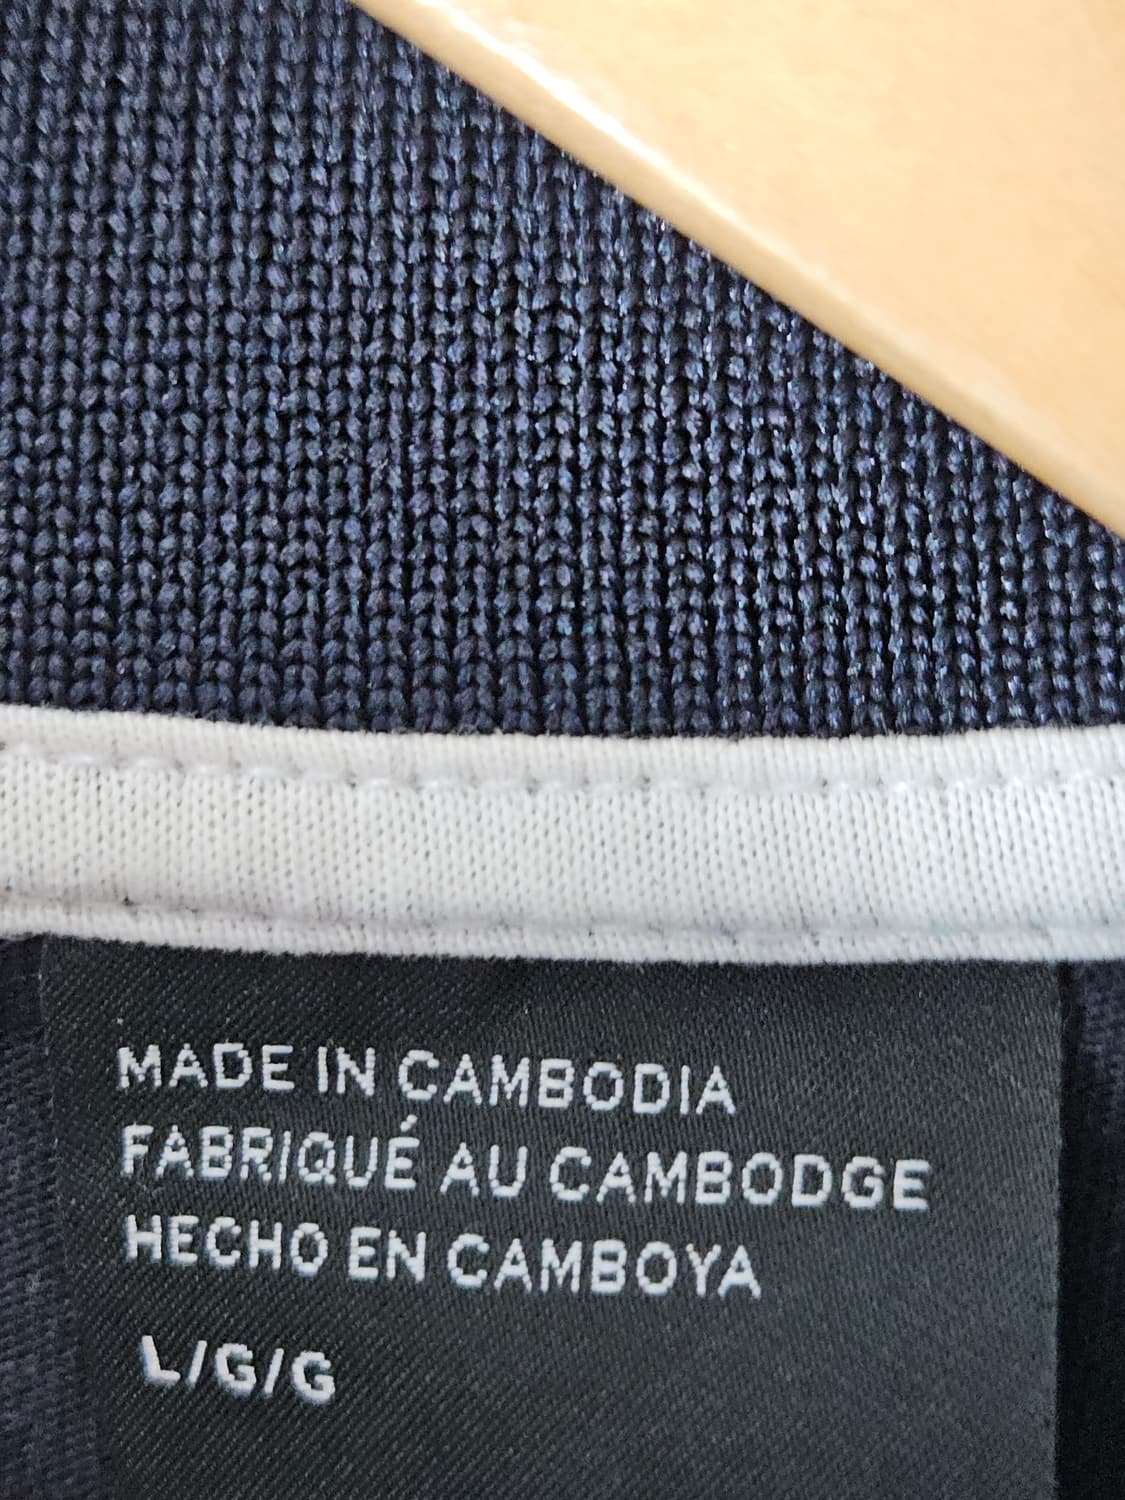 MADE IN CAMBODIA
FABRIQUÉ AU CAMBODGE
HECHO EN CAMBOYA
L/G/G